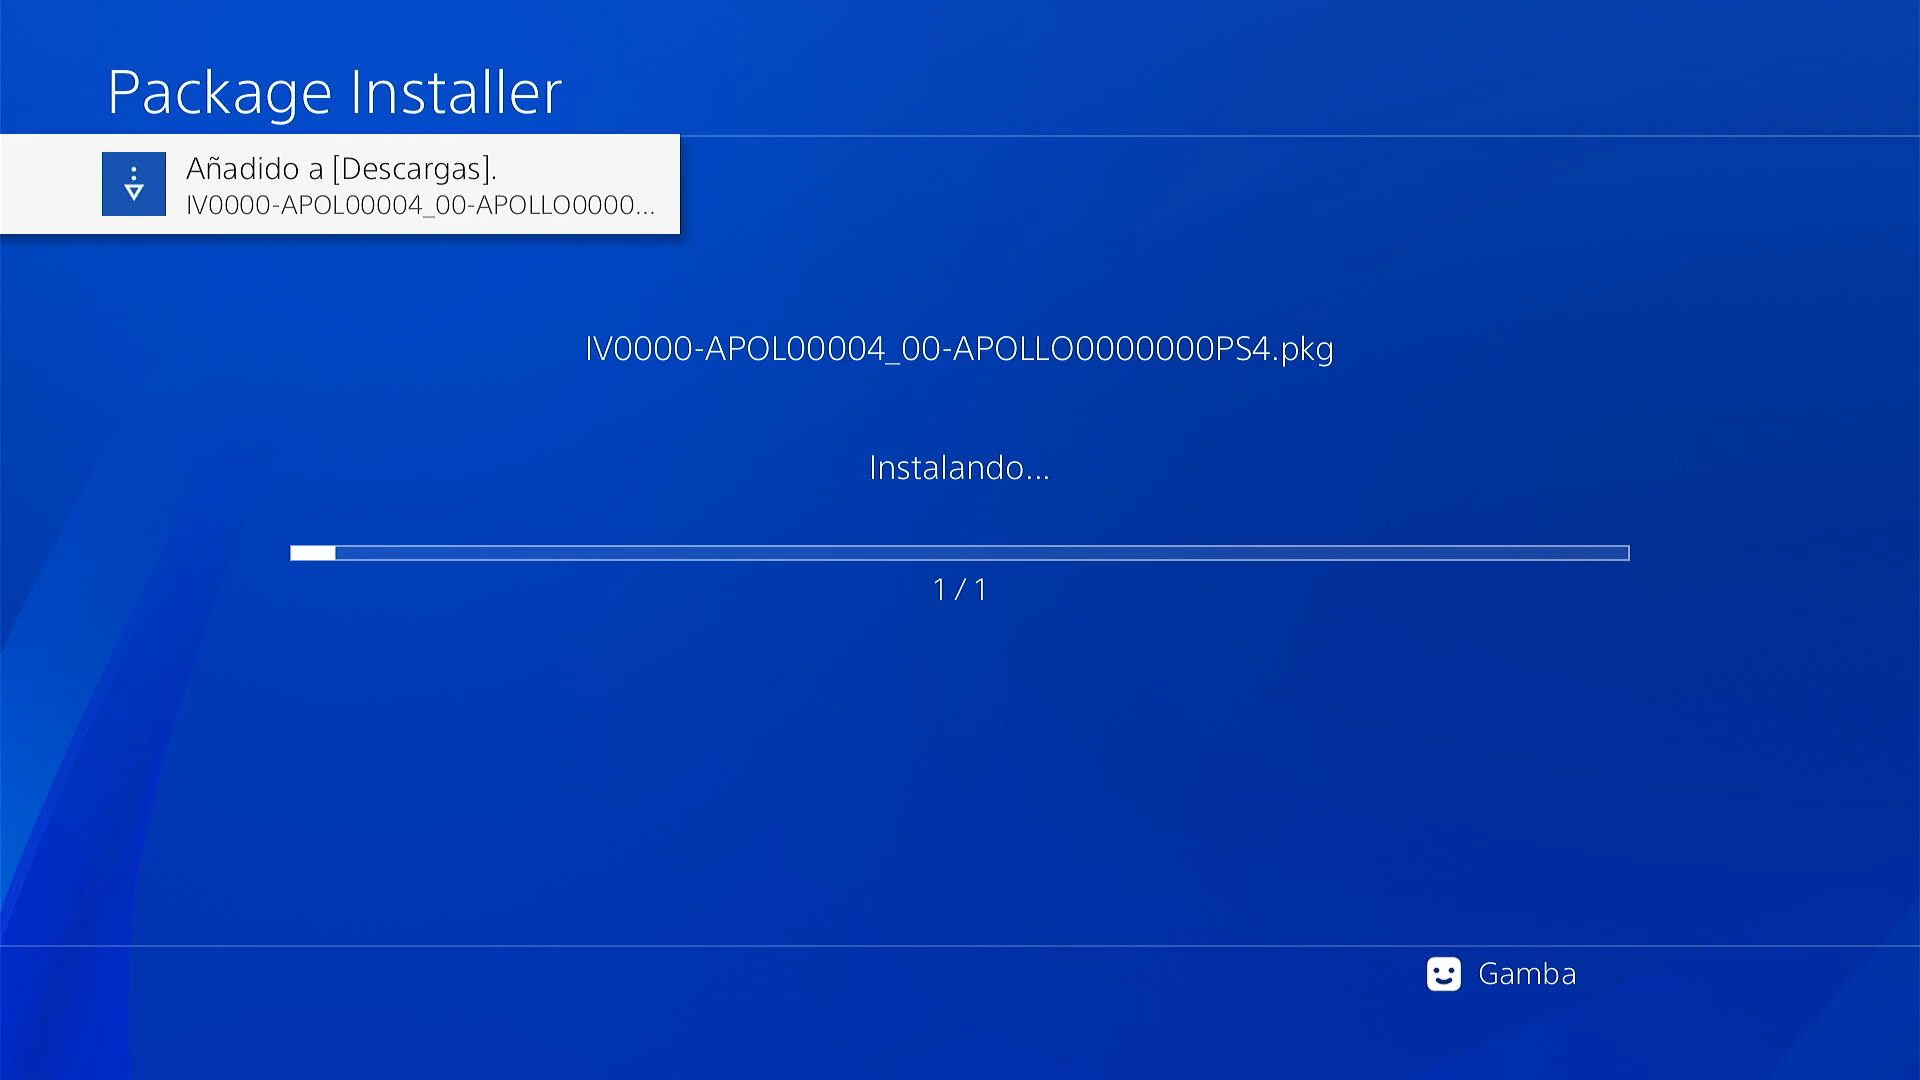 Package Installer
Añadido a [Descargas].
IV0000-APOL00004_00-APOLLO0000...
IV0000-APOL00004_00-APOLLO0000000PS4.pkg
Instalando...
1 / 1
Gamba